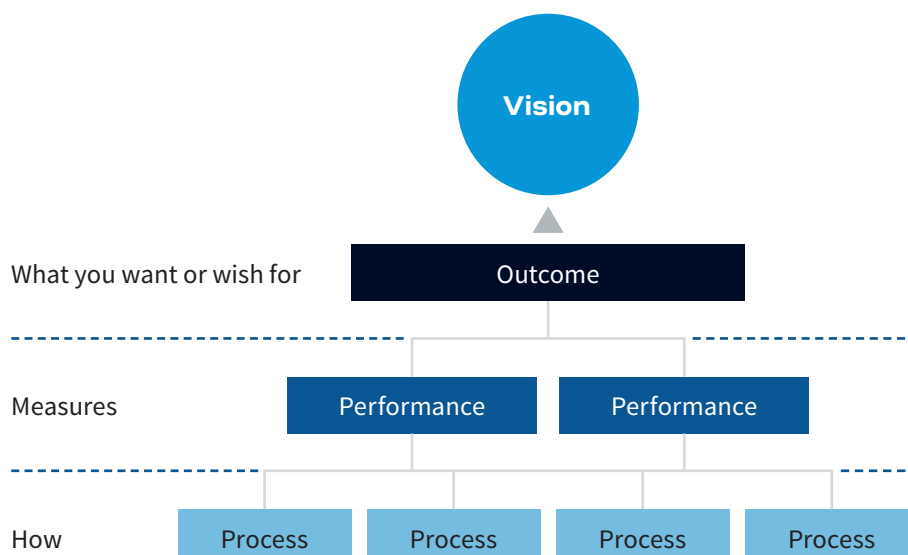 Vision
What you want or wish for Outcome
Measures Performance Performance
How Process Process Process Process